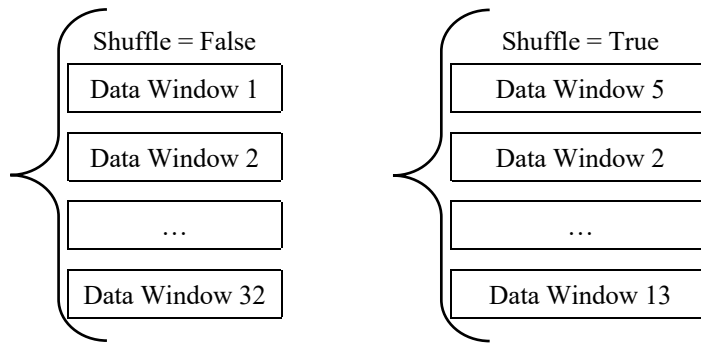 Shuffle = False
Data Window 1
Data Window 2
…
Data Window 32
Shuffle = True
Data Window 5
Data Window 2
…
Data Window 13